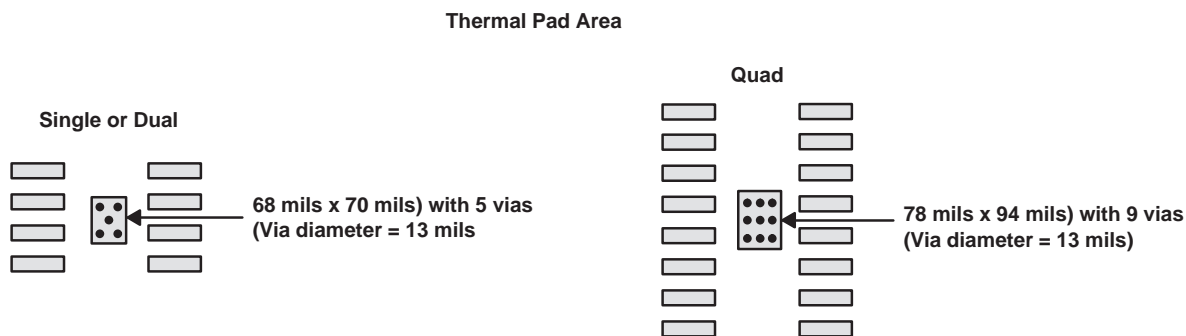 Thermal Pad Area
Single or Dual
68 mils x 70 mils) with 5 vias
(Via diameter = 13 mils
Quad
78 mils x 94 mils) with 9 vias
(Via diameter = 13 mils)